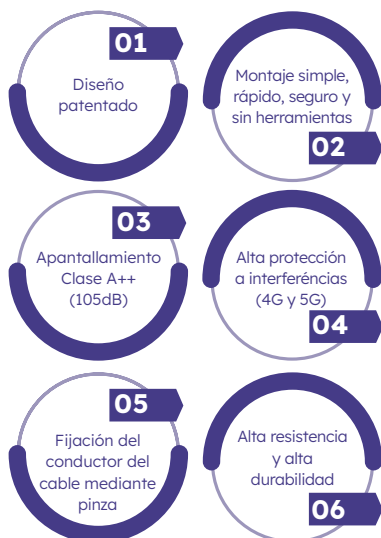 01
Diseño
patentado
Montaje simple,
rápido, seguro y
sin herramientas
02
03
Apantallamiento
Clase A++
(105dB)
Alta protección
a interferéncias
(4G y 5G)
04
05
Fijación del
conductor del
cable mediante
pinza
Alta resistencia
y alta
durabilidad
06